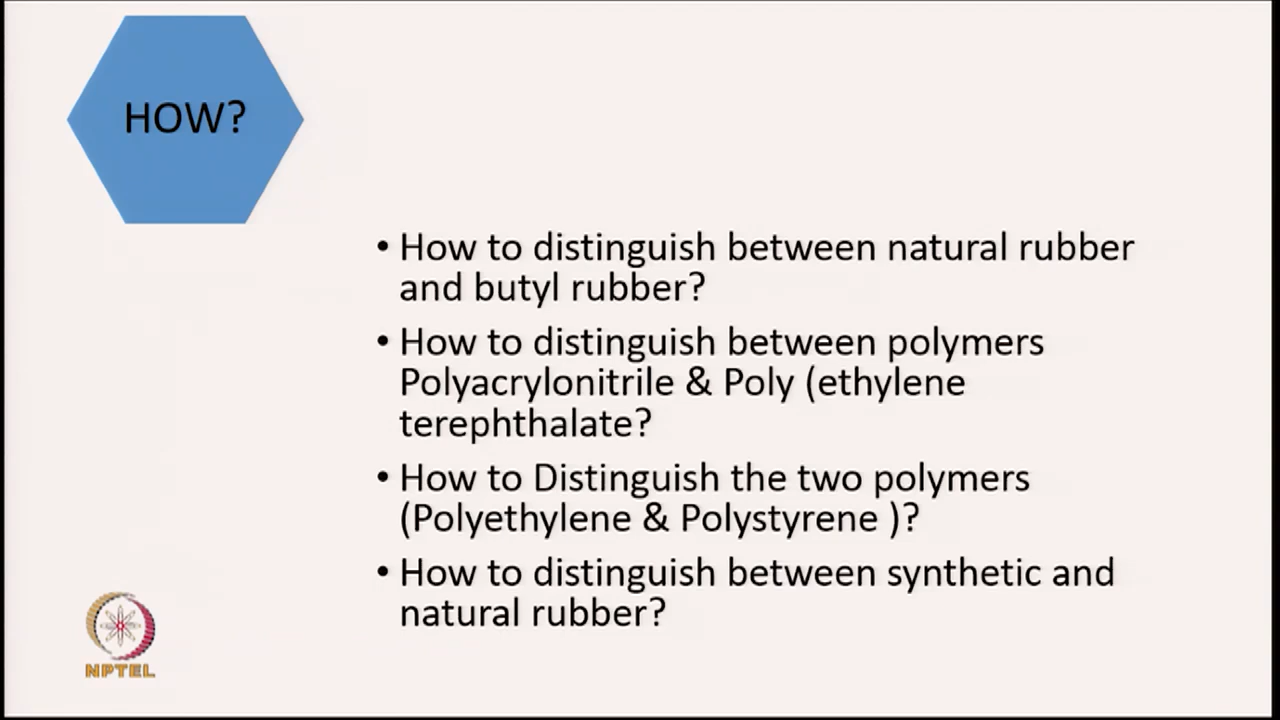 HOW?
• How to distinguish between natural rubber
and butyl rubber?
• How to distinguish between polymers
Polyacrylonitrile & Poly (ethylene
terephthalate?
• How to Distinguish the two polymers
(Polyethylene & Polystyrene )?
• How to distinguish between synthetic and
natural rubber?
NPTEL